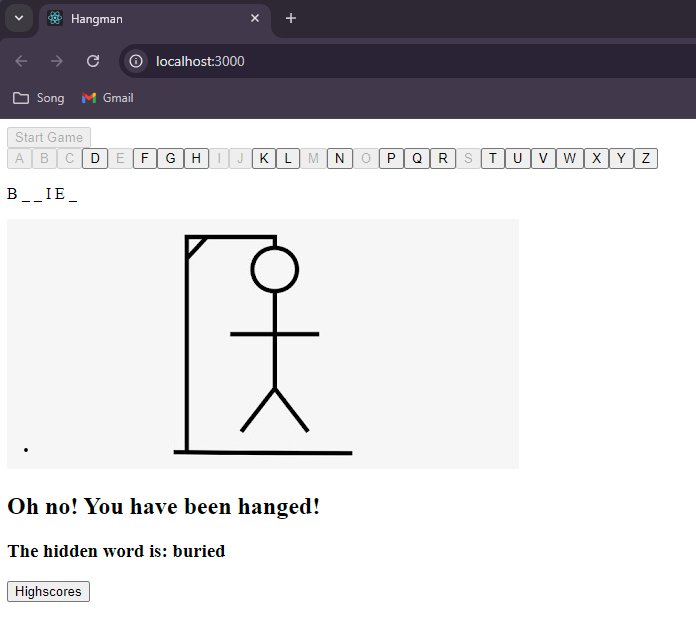 Hangman
localhost:3000
Song Gmail
Start Game
A B C D E F G H I J K L M N O P Q R S T U V W X Y Z
B _ _ I E _
Oh no! You have been hanged!
The hidden word is: buried
Highscores